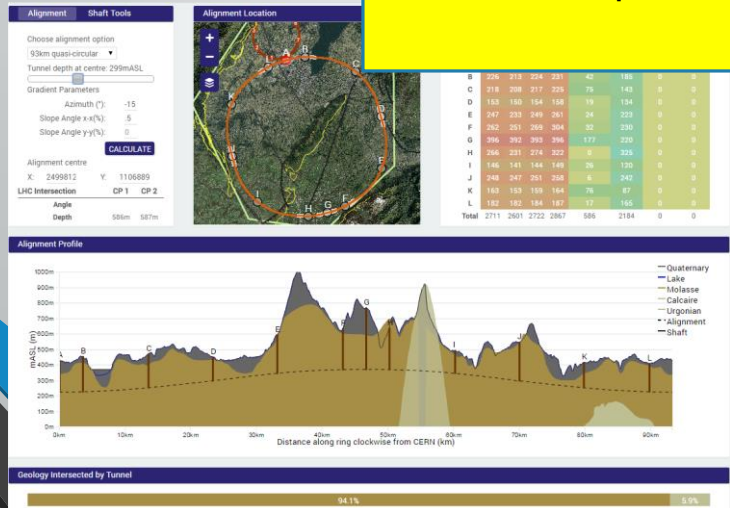 Alignment Shaft Tools
Choose alignment option
93km quasi-circular
Tunnel depth at centre: 299mASL
Gradient Parameters
Azimuth (°): -15
Slope Angle x-x(%): .5
Slope Angle y-y(%): 0
CALCULATE
Alignment centre
X: 2499812 Y: 1106889
LHC Intersection CP 1 CP 2
Angle
Depth 586m 587m
Alignment Location
+
−
A
B
C
F
G
H
I
K
L
B 226 213 224 231 42 185 0 0
C 218 208 217 225 75 143 0 0
D 153 150 154 158 19 134 0 0
E 247 233 249 261 24 223 0 0
F 262 251 269 304 32 230 0 0
G 396 392 393 396 177 220 0 0
H 266 231 274 322 0 325 0 0
I 146 141 144 149 26 120 0 0
J 248 247 251 258 6 242 0 0
K 163 153 159 164 76 87 0 0
L 182 182 184 187 17 165 0 0
Total 2711 2601 2722 2867 586 2184 0 0
Alignment Profile
mASL (m)
1000m
900m
800m
700m
600m
500m
400m
300m
200m
100m
0m
A B C D E F G H I J K L
0km 10km 20km 30km 40km 50km 60km 70km 80km 90km
Distance along ring clockwise from CERN (km)
Quaternary
Lake
Molasse
Calcaire
Urgonian
Alignment
Shaft
Geology Intersected by Tunnel
94.1% 5.9%